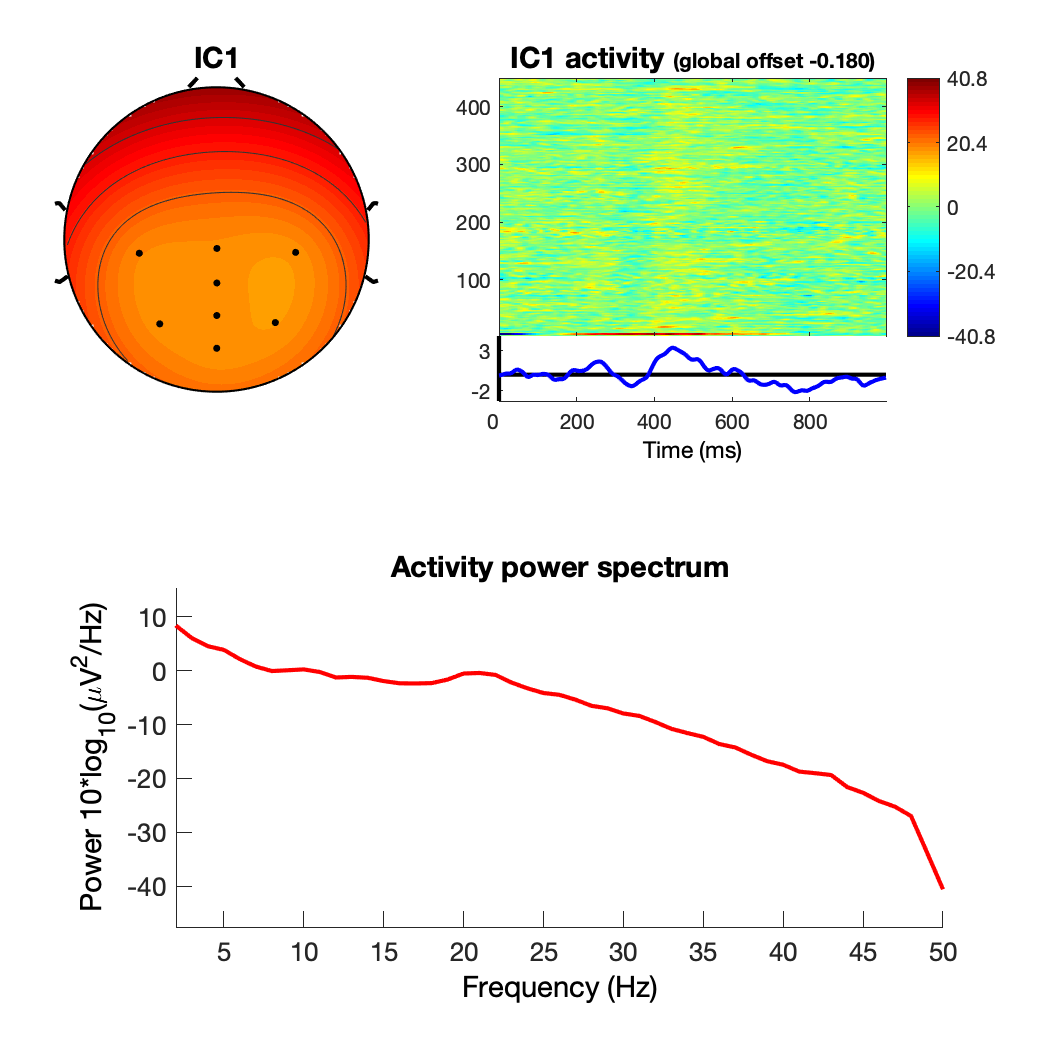 IC1
IC1 activity (global offset -0.180)
400
300
200
100
40.8
20.4
0
-20.4
-40.8
3
-2
0 200 400 600 800
Time (ms)
Activity power spectrum
Power 10*log10(μV2/Hz)
10
0
-10
-20
-30
-40
5 10 15 20 25 30 35 40 45 50
Frequency (Hz)